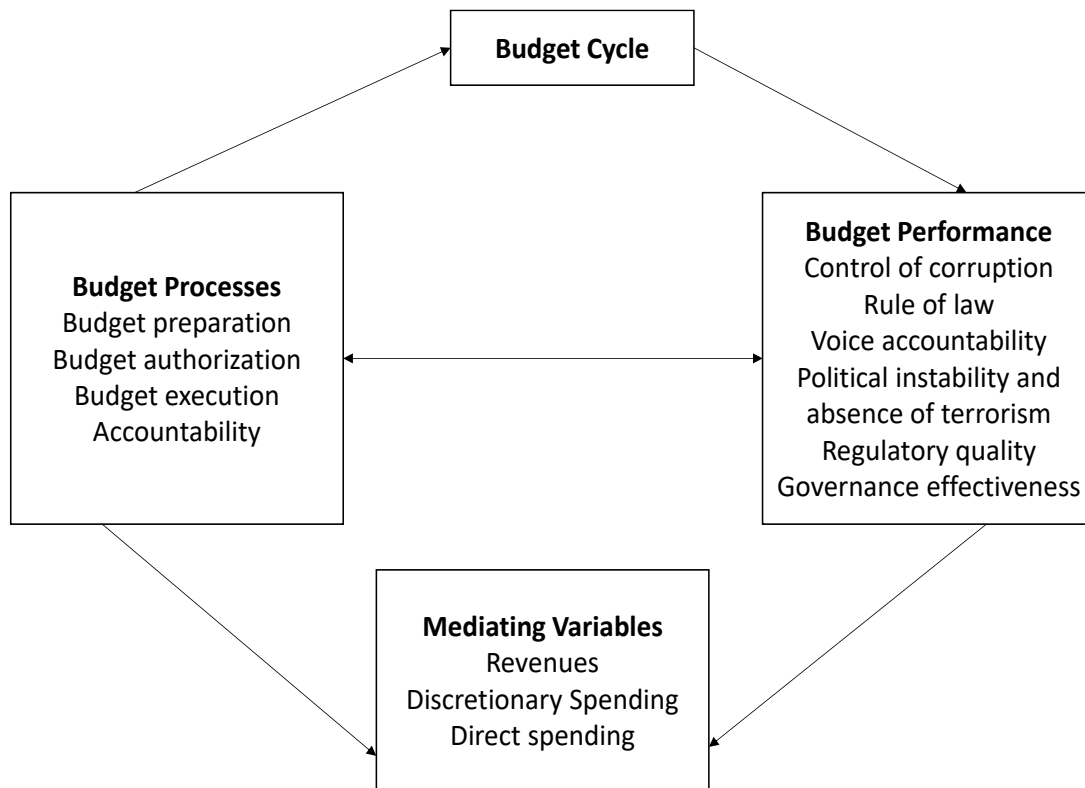 Budget Cycle
Budget Processes
Budget preparation
Budget authorization
Budget execution
Accountability
Budget Performance
Control of corruption
Rule of law
Voice accountability
Political instability and
absence of terrorism
Regulatory quality
Governance effectiveness
Mediating Variables
Revenues
Discretionary Spending
Direct spending